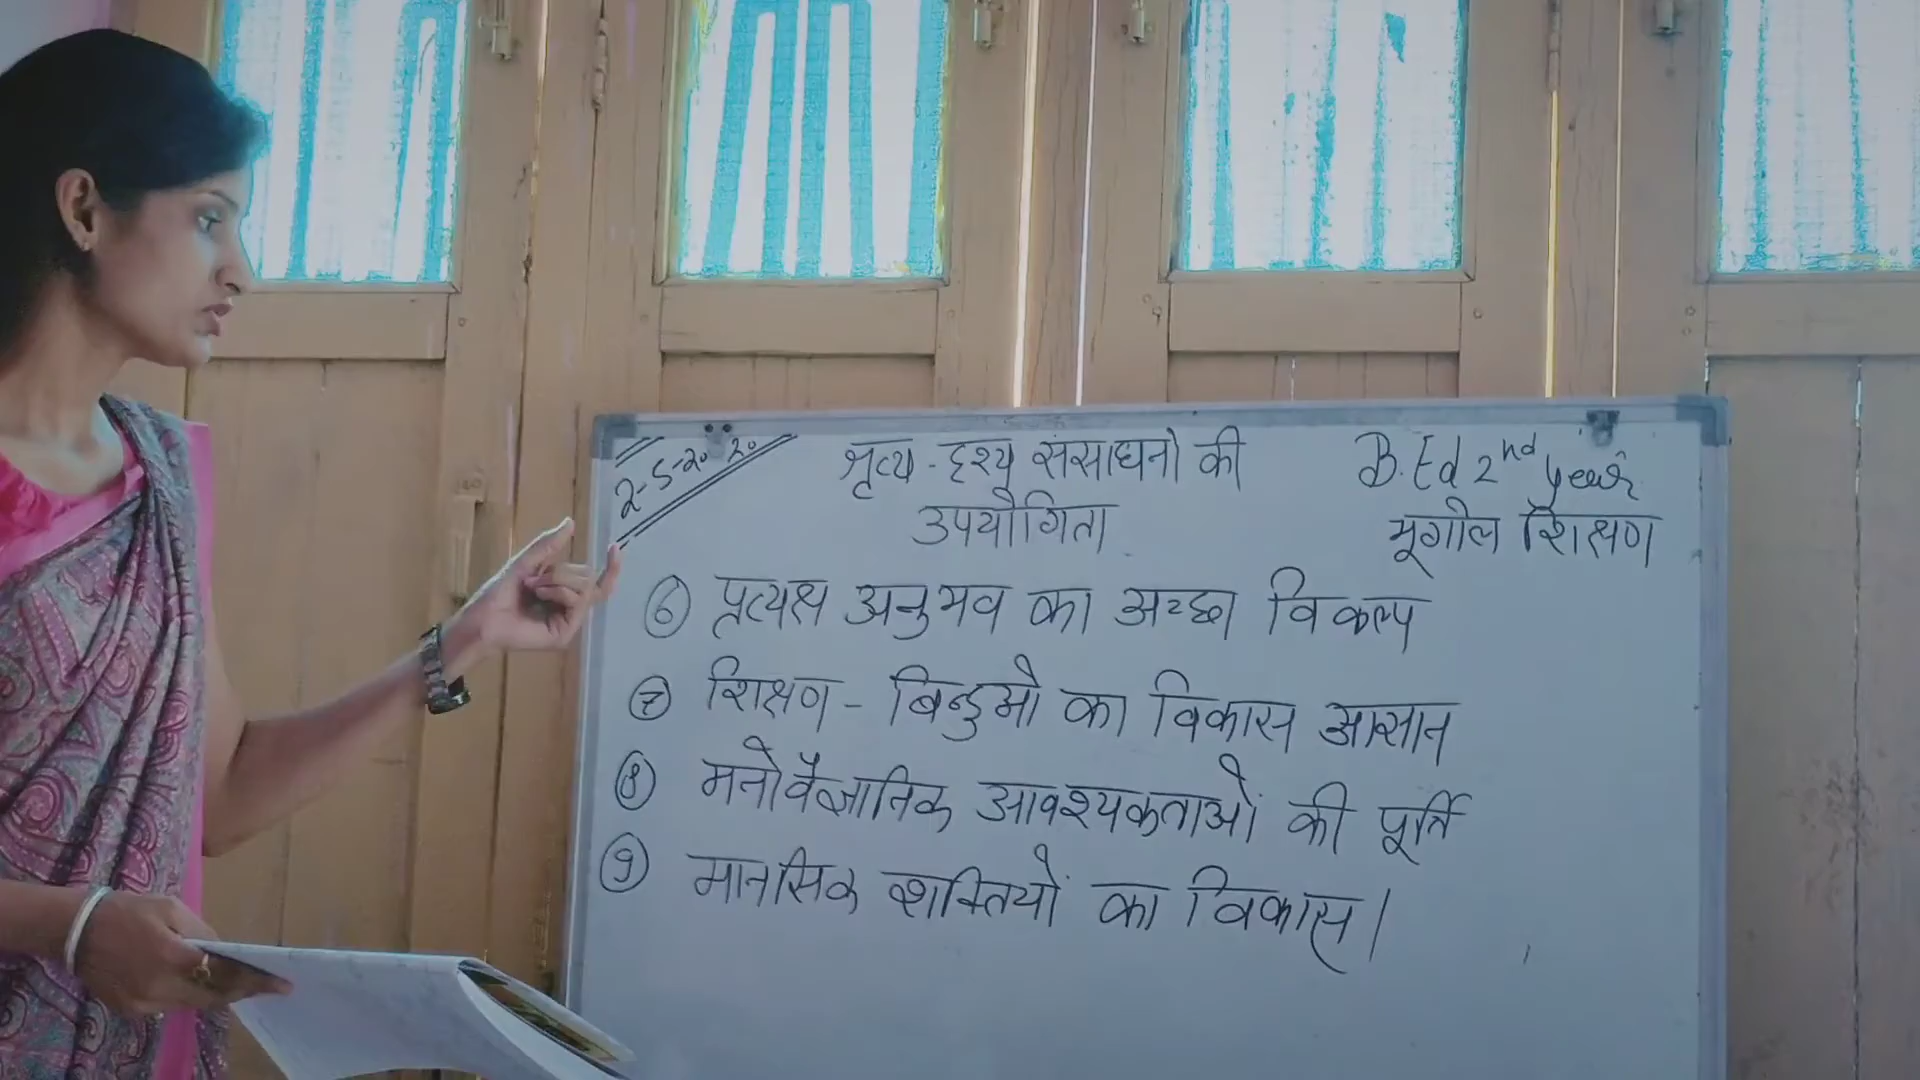 2-5-2020
श्रृव्य - दृश्य संसाधनो की
उपयोगिता
B.Ed 2nd year
भूगोल शिक्षण
⑥ प्रत्यक्ष अनुभव का अच्छा विकल्प
⑦ शिक्षण - बिन्दुओ का विकास आसान
⑧ मनोवैज्ञानिक आवश्यकताओं की पूर्ति
⑨ मानसिक शक्तियों का विकास।